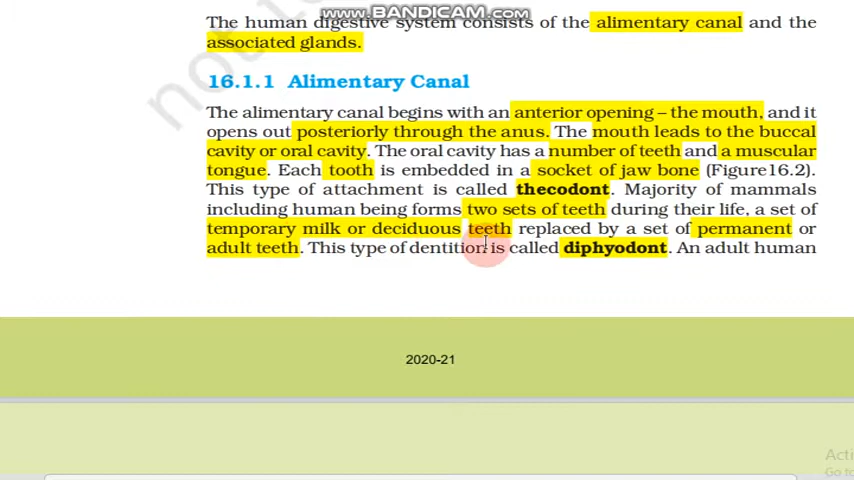 www.BANDICAM.com
The human digestive system consists of the alimentary canal and the
associated glands.
16.1.1 Alimentary Canal
The alimentary canal begins with an anterior opening – the mouth, and it
opens out posteriorly through the anus. The mouth leads to the buccal
cavity or oral cavity. The oral cavity has a number of teeth and a muscular
tongue. Each tooth is embedded in a socket of jaw bone (Figure16.2).
This type of attachment is called thecodont. Majority of mammals
including human being forms two sets of teeth during their life, a set of
temporary milk or deciduous teeth replaced by a set of permanent or
adult teeth. This type of dentition is called diphyodont. An adult human
2020-21
Go to